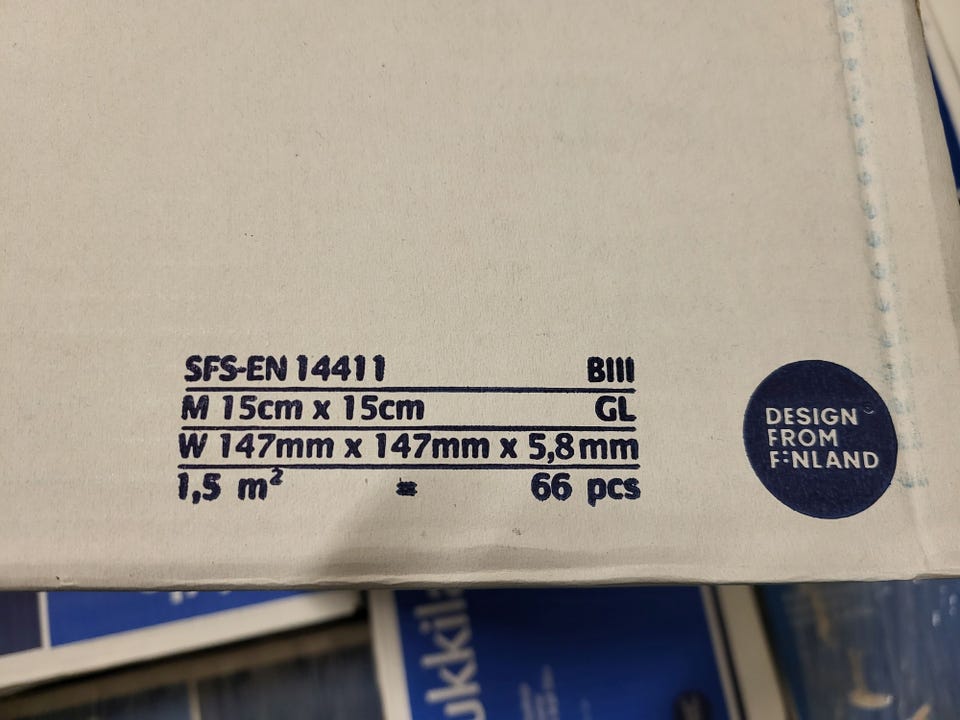 SFS-EN 14411 BIII
M 15cm x 15cm GL
W 147mm x 147mm x 5,8mm
1,5 m² = 66 pcs
DESIGN
FROM
FINLAND
ukkila